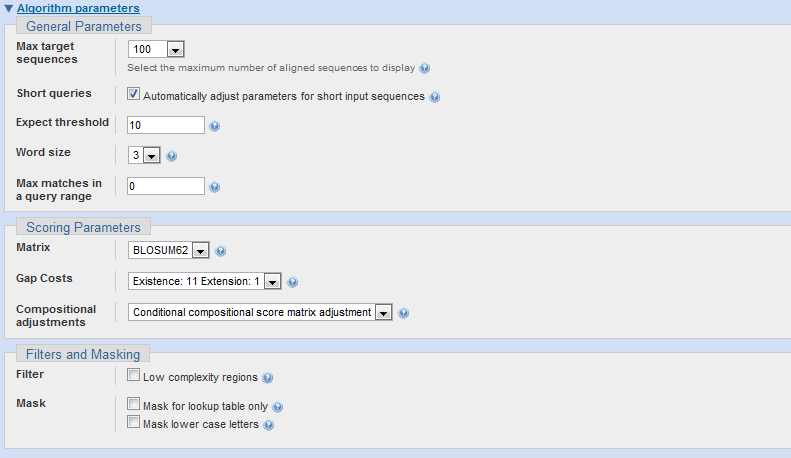 Algorithm parameters
General Parameters
Max target sequences
100
Select the maximum number of aligned sequences to display
Short queries
Automatically adjust parameters for short input sequences
Expect threshold
10
Word size
3
Max matches in a query range
0
Scoring Parameters
Matrix
BLOSUM62
Gap Costs
Existence: 11 Extension: 1
Compositional adjustments
Conditional compositional score matrix adjustment
Filters and Masking
Filter
Low complexity regions
Mask
Mask for lookup table only
Mask lower case letters